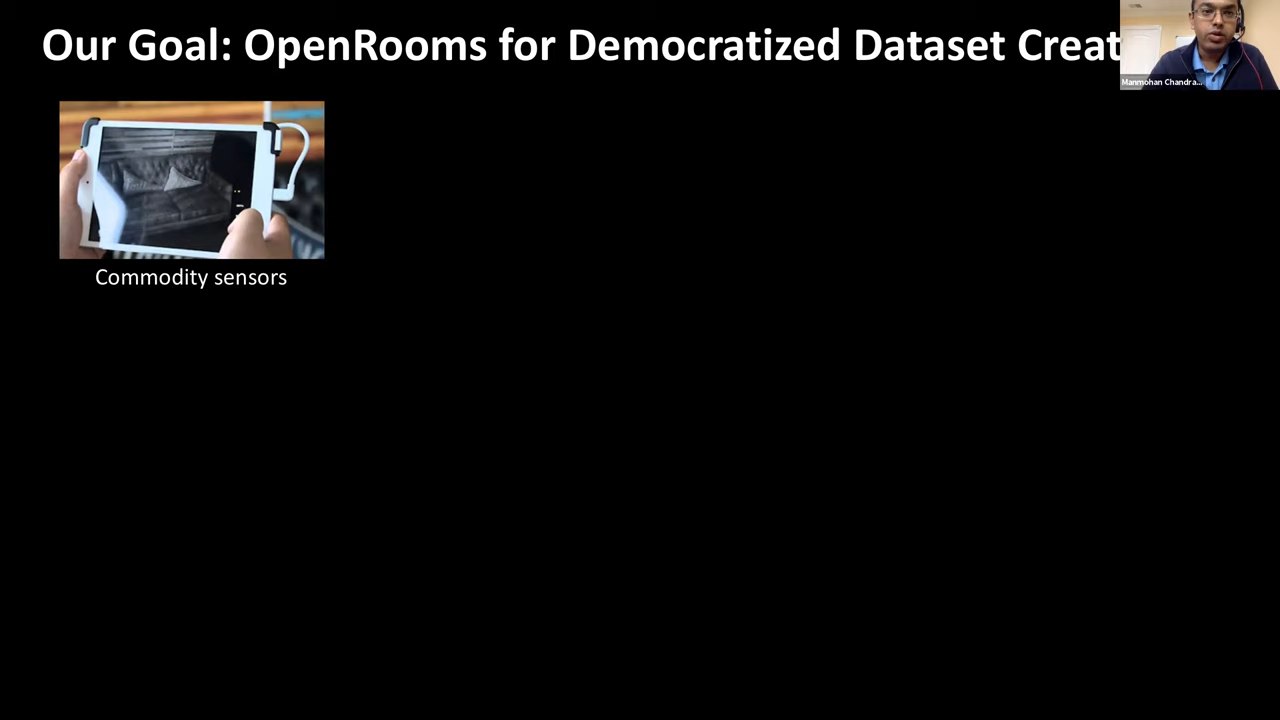 Our Goal: OpenRooms for Democratized Dataset Creat
Manmohan Chandra...
Commodity sensors